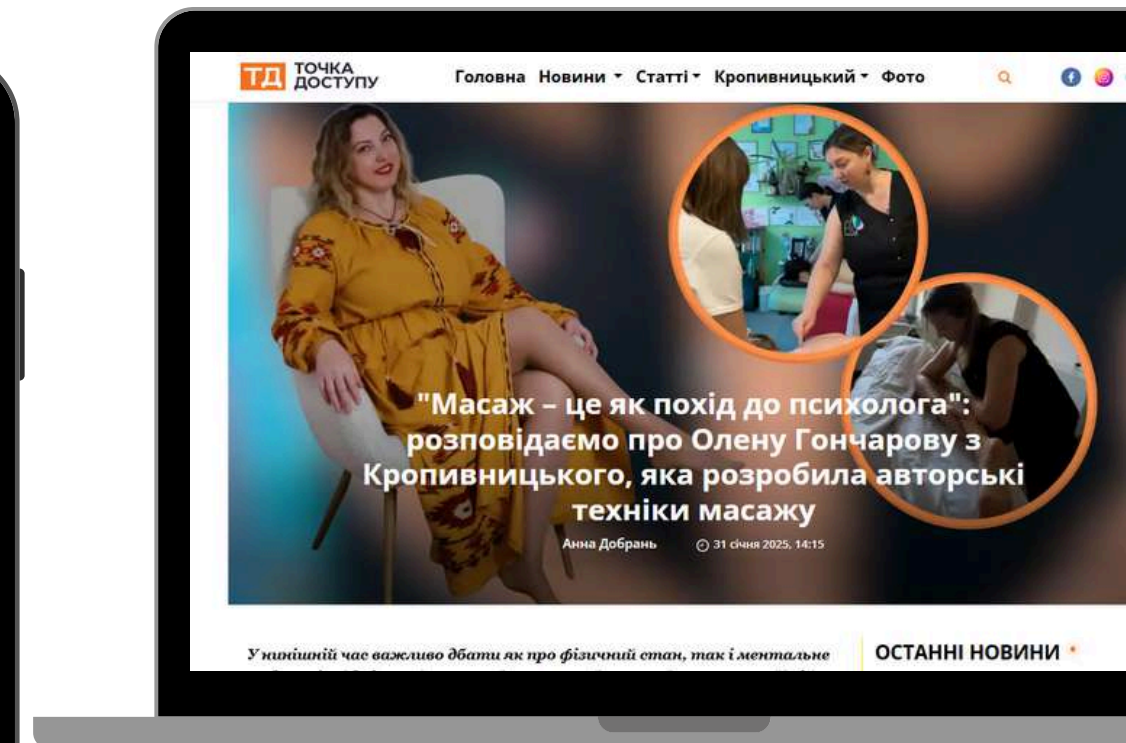 ТД ТОЧКА
ДОСТУПУ
Головна Новини Статті Кропивницький Фото
"Масаж – це як похід до психолога":
розповідаємо про Олену Гончарову з
Кропивницького, яка розробила авторські
техніки масажу
Анна Добрань 31 січня 2025, 14:15
У нинішній час важливо дбати як про фізичний стан, так і ментальне
ОСТАННІ НОВИНИ